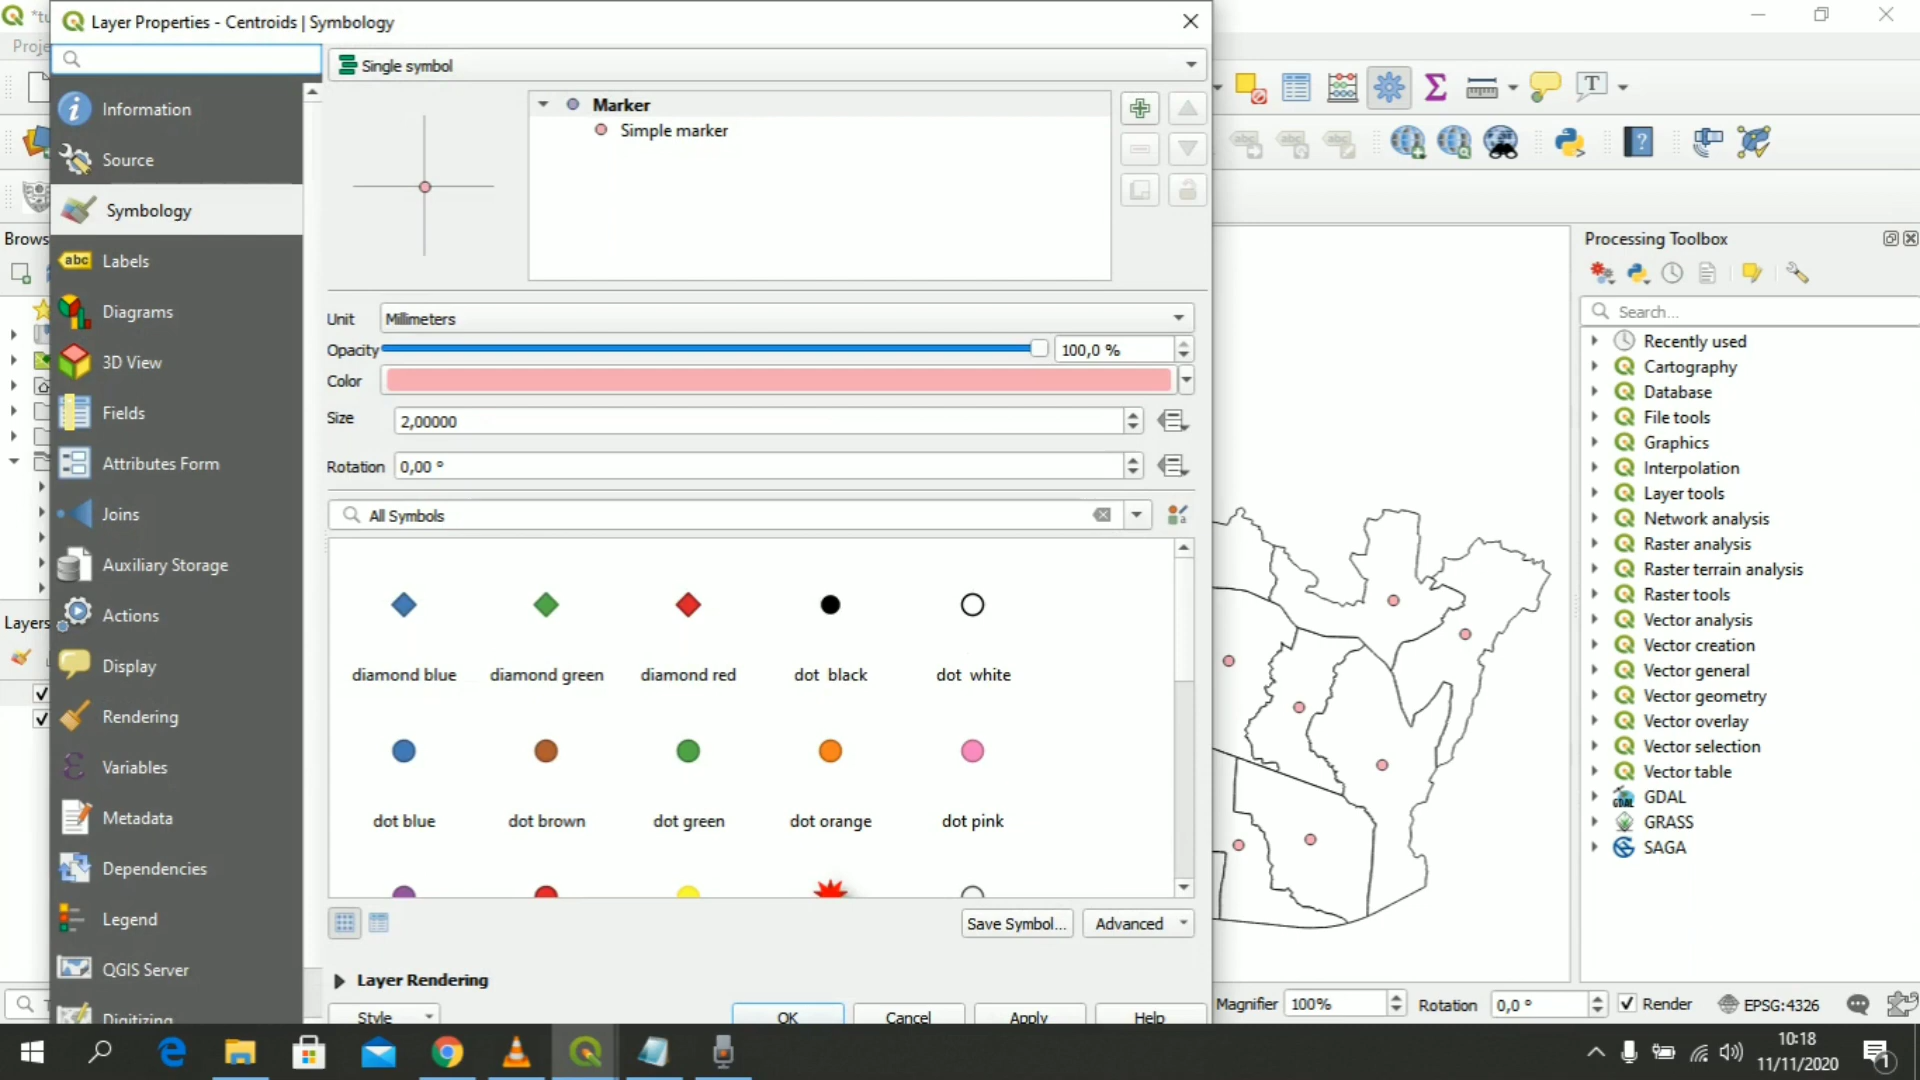 Layer Properties - Centroids | Symbology
Proje
Single symbol
Information
Source
Symbology
Labels
Diagrams
3D View
Fields
Attributes Form
Joins
Auxiliary Storage
Actions
Display
Rendering
Variables
Metadata
Dependencies
Legend
QGIS Server
Digitizing
Brows
Layers
Marker
Simple marker
Unit
Millimeters
Opacity
100,0 %
Color
Size
2,00000
Rotation
0,00 °
All Symbols
diamond blue
diamond green
diamond red
dot black
dot white
dot blue
dot brown
dot green
dot orange
dot pink
Save Symbol...
Advanced
Layer Rendering
Style
OK
Cancel
Apply
Help
Processing Toolbox
Search...
Recently used
Cartography
Database
File tools
Graphics
Interpolation
Layer tools
Network analysis
Raster analysis
Raster terrain analysis
Raster tools
Vector analysis
Vector creation
Vector general
Vector geometry
Vector overlay
Vector selection
Vector table
GDAL
GRASS
SAGA
Magnifier
100%
Rotation
0,0 °
Render
EPSG:4326
10:18
11/11/2020
1